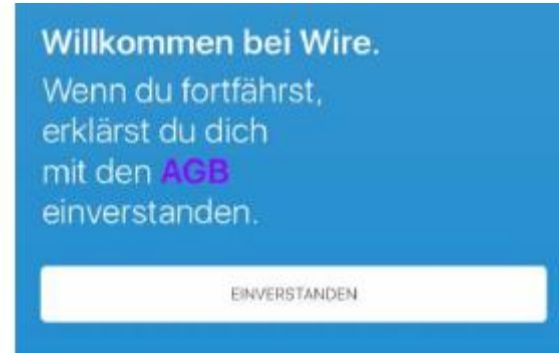 Willkommen bei Wire.
Wenn du fortfährst,
erklärst du dich
mit den AGB
einverstanden.
EINVERSTANDEN